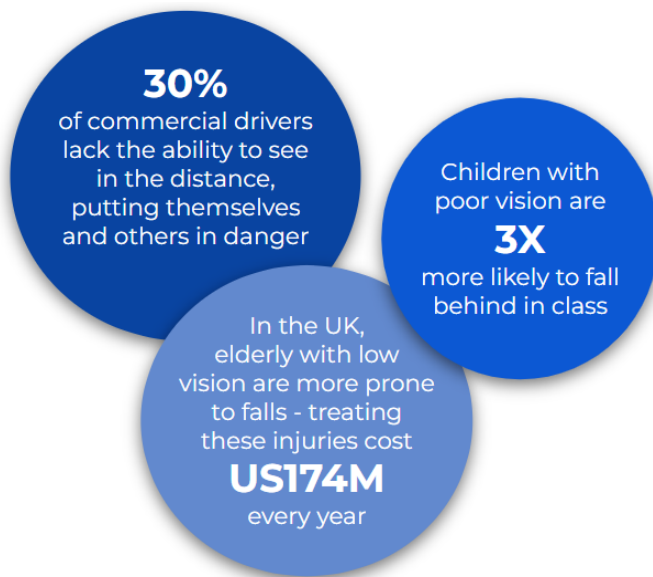 30%
of commercial drivers
lack the ability to see
in the distance,
putting themselves
and others in danger
Children with
poor vision are
3X
more likely to fall
behind in class
In the UK,
elderly with low
vision are more prone
to falls - treating
these injuries cost
US174M
every year